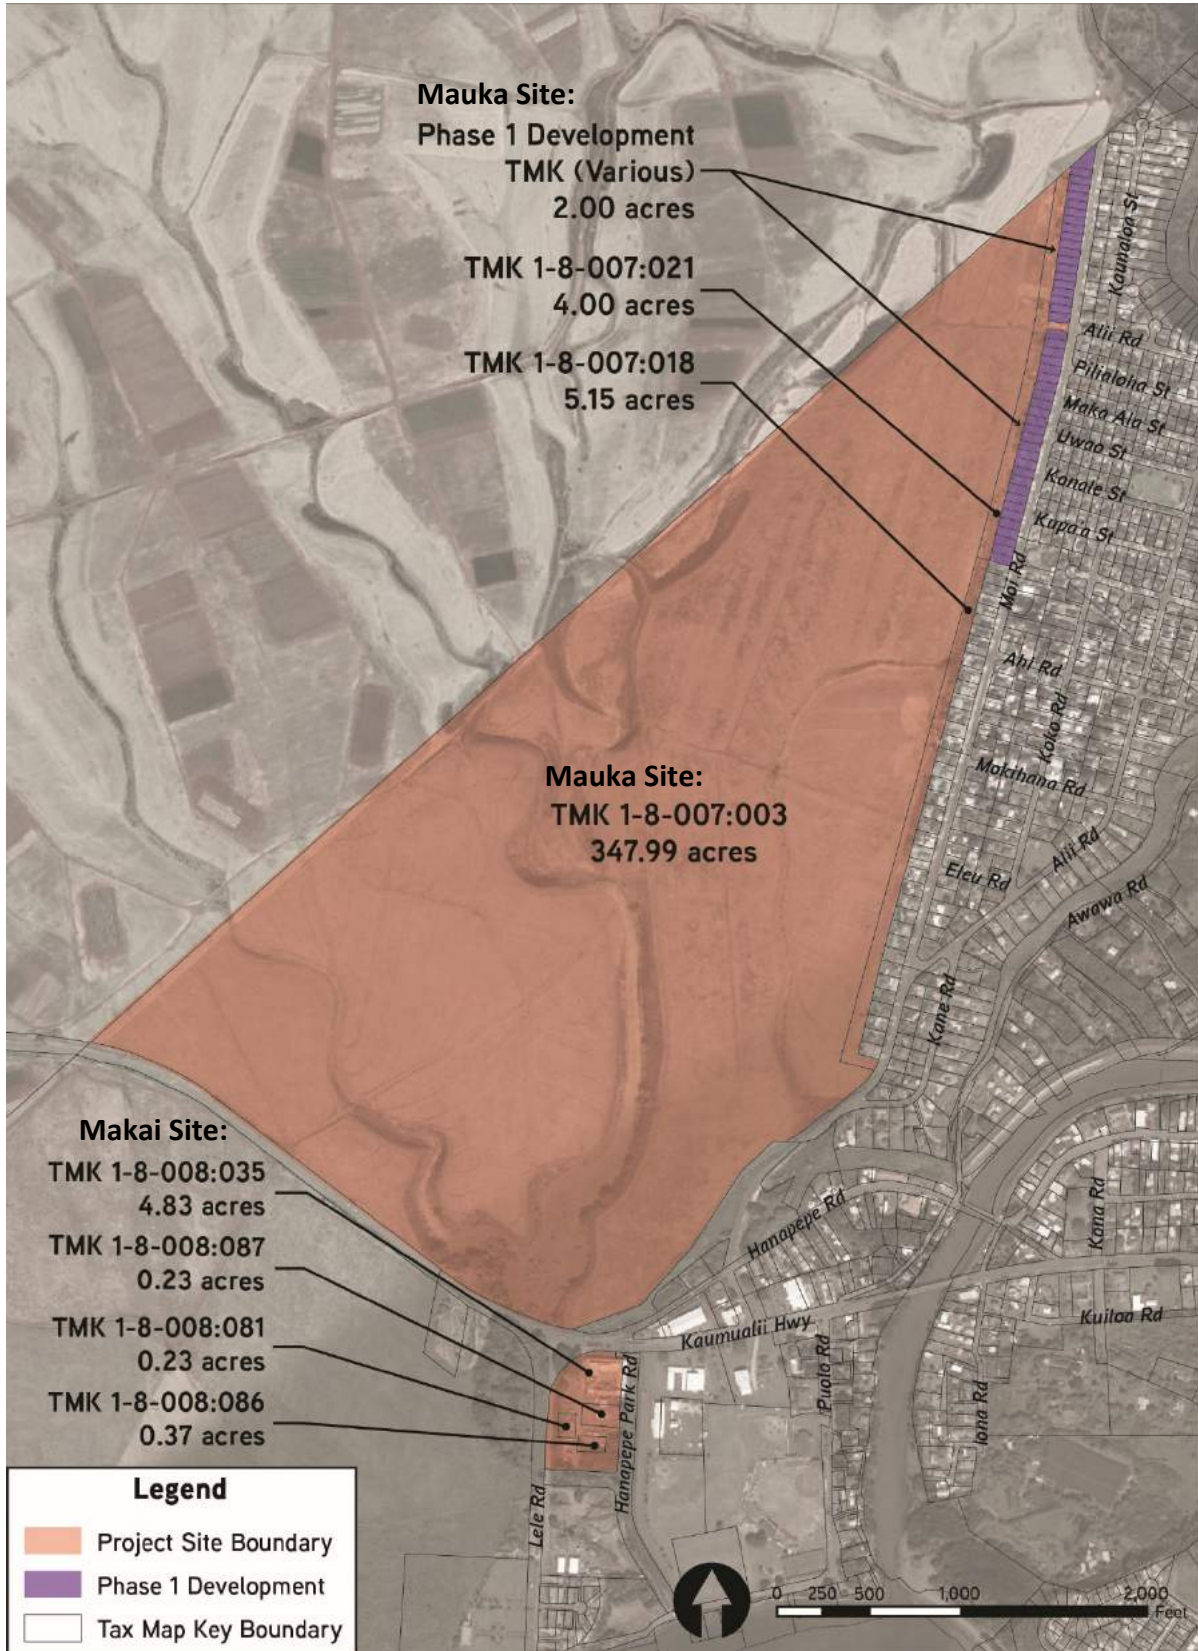 Mauka Site:
Phase 1 Development
TMK (Various)
2.00 acres
TMK 1-8-007:021
4.00 acres
TMK 1-8-007:018
5.15 acres
Kaunaloa St
Alii Rd
Pilialoha St
Maka Ala St
Uwao St
Konale St
Kupa'a St
Moi Rd
Ahi Rd
Koko Rd
Mokihana Rd
Mauka Site:
TMK 1-8-007:003
347.99 acres
Alii Rd
Eleu Rd
Awawa Rd
Kane Rd
Makai Site:
TMK 1-8-008:035
4.83 acres
TMK 1-8-008:087
0.23 acres
TMK 1-8-008:081
0.23 acres
TMK 1-8-008:086
0.37 acres
Hanapepe Rd
Kona Rd
Kaumualii Hwy
Kuiloa Rd
Puolo Rd
Iona Rd
Hanapepe Park Rd
Lele Rd
Legend
Project Site Boundary
Phase 1 Development
Tax Map Key Boundary
0 250 500 1,000 2,000
Feet